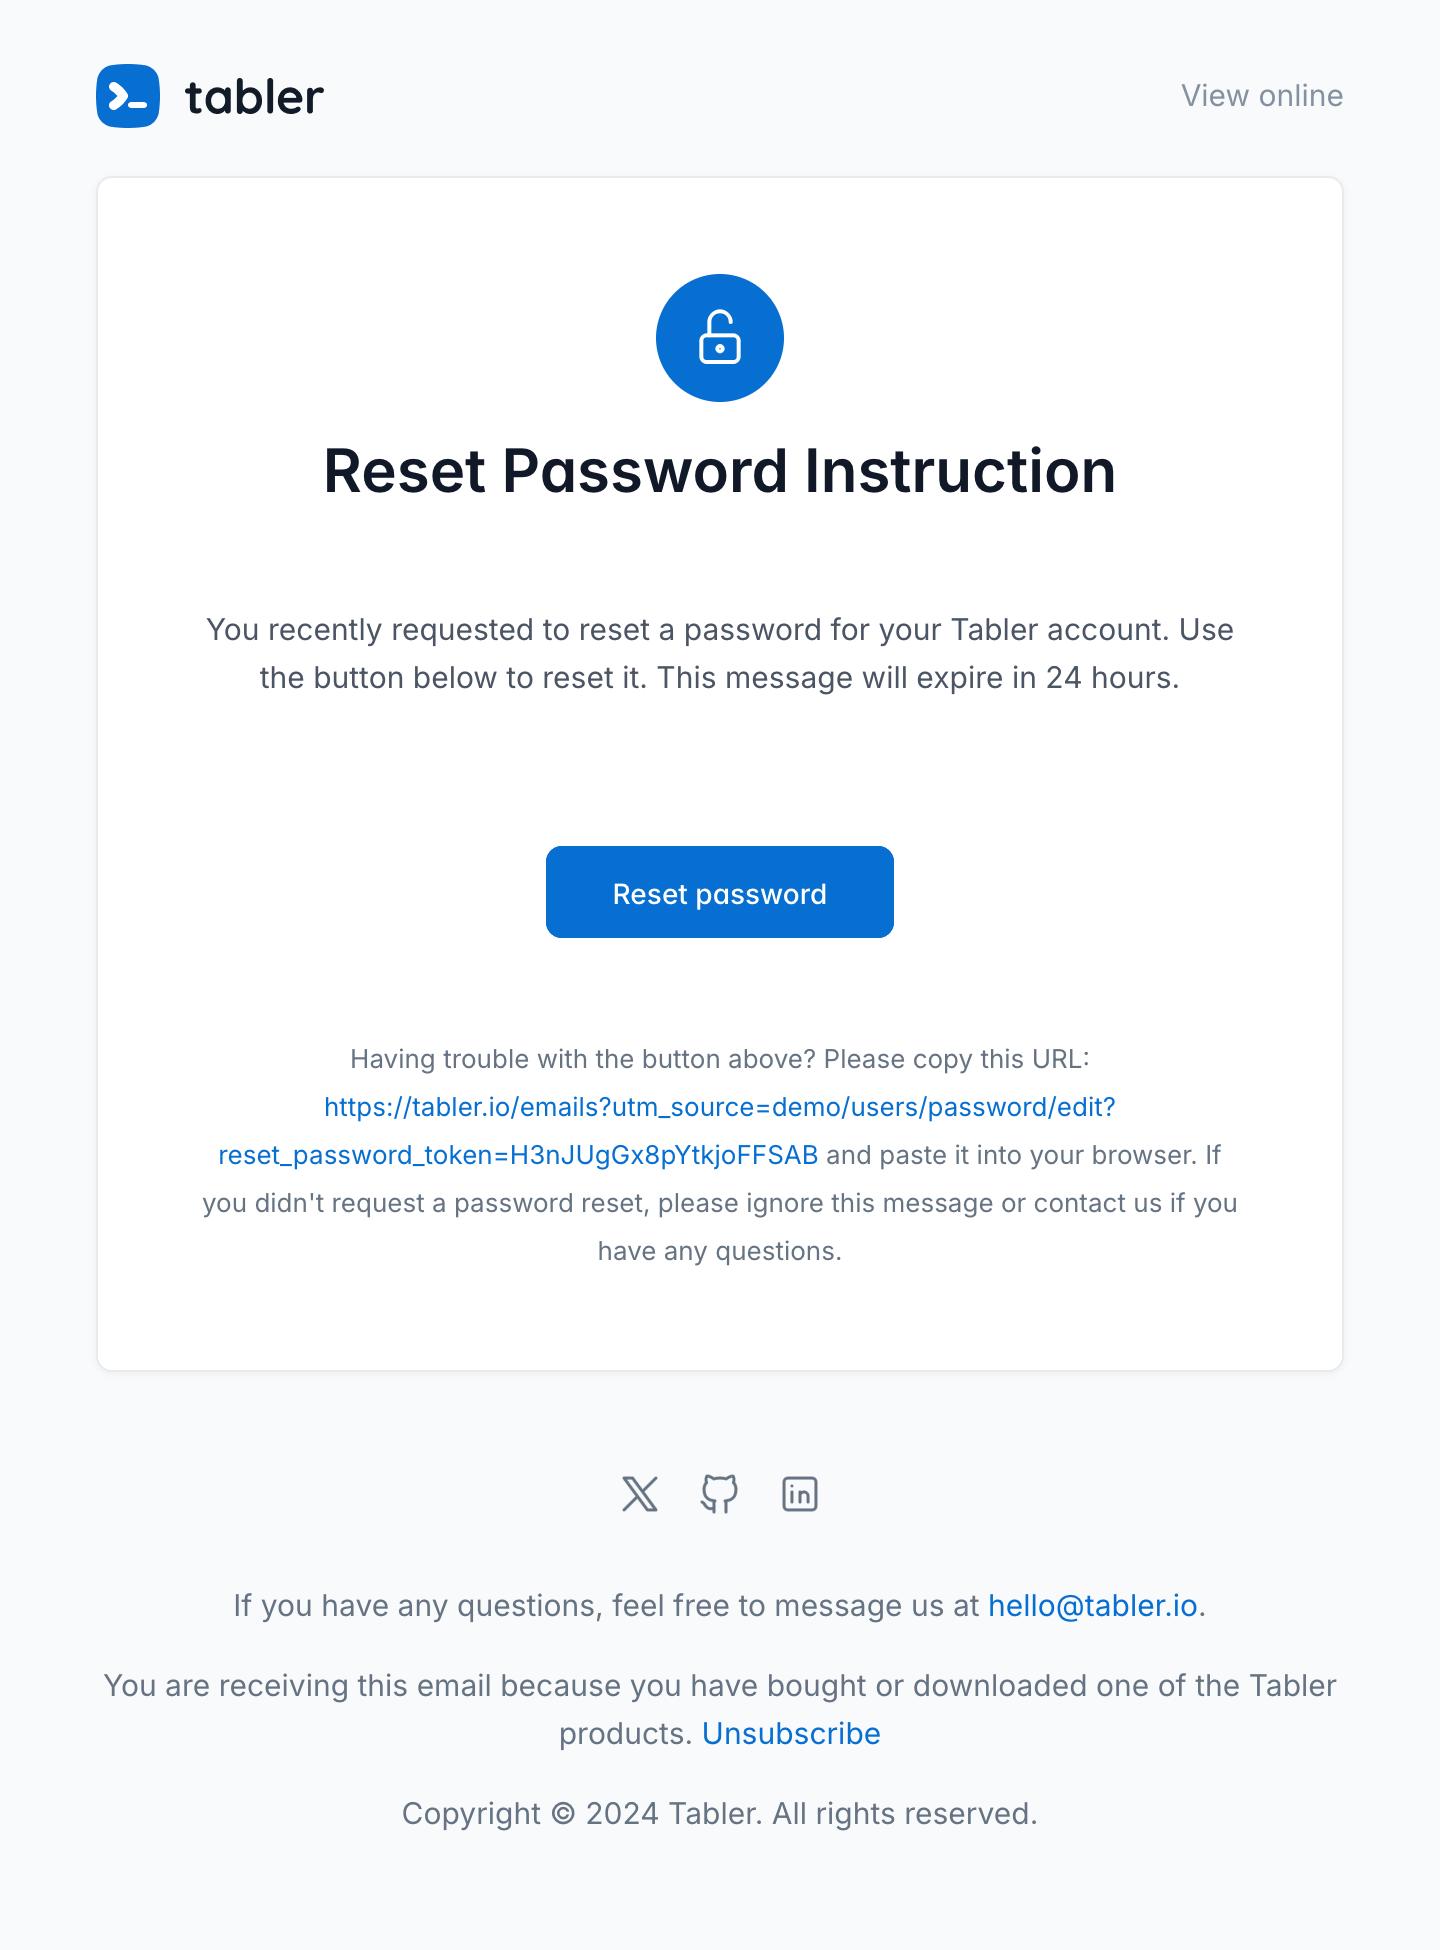 tabler
View online
Reset Password Instruction
You recently requested to reset a password for your Tabler account. Use
the button below to reset it. This message will expire in 24 hours.
Reset password
Having trouble with the button above? Please copy this URL:
https://tabler.io/emails?utm_source=demo/users/password/edit?
reset_password_token=H3nJUgGx8pYtkjoFFSAB and paste it into your browser. If
you didn't request a password reset, please ignore this message or contact us if you
have any questions.
If you have any questions, feel free to message us at hello@tabler.io.
You are receiving this email because you have bought or downloaded one of the Tabler
products. Unsubscribe
Copyright © 2024 Tabler. All rights reserved.